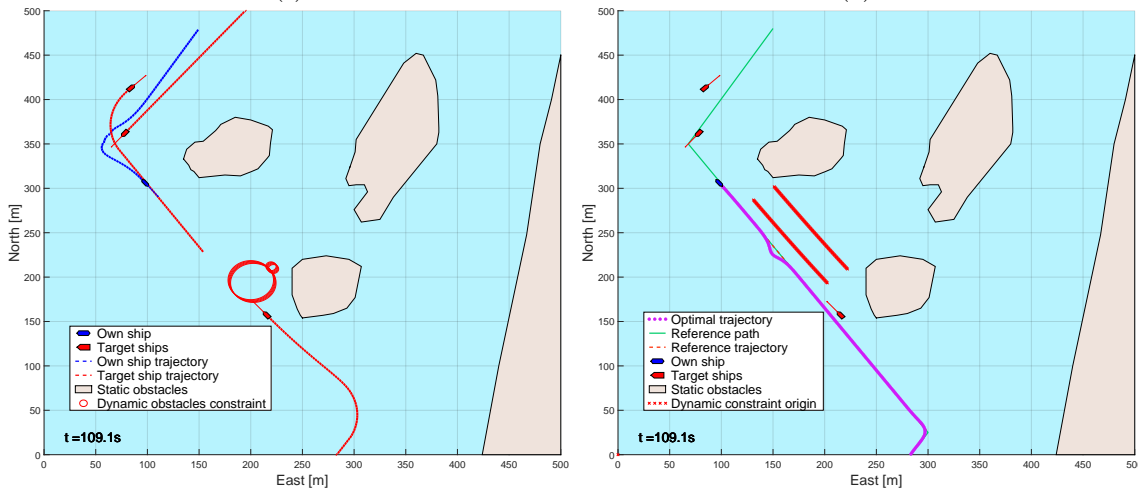 500
450
400
350
300
250
200
150
100
50
0
North [m]
Own ship
Target ships
Own ship trajectory
Target ship trajectory
Static obstacles
Dynamic obstacles constraint
t =109.1s
0 50 100 150 200 250 300 350 400 450 500
East [m]
500
450
400
350
300
250
200
150
100
50
0
North [m]
Optimal trajectory
Reference path
Reference trajectory
Own ship
Target ships
Static obstacles
Dynamic constraint origin
t =109.1s
0 50 100 150 200 250 300 350 400 450 500
East [m]